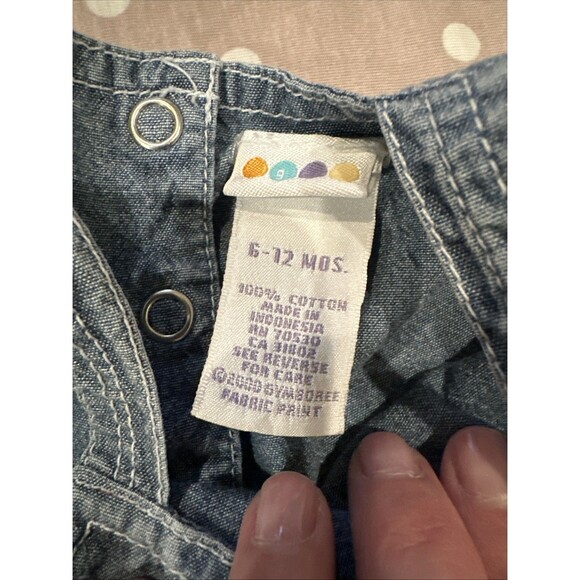 g
6-12 MOS.
100% COTTON
MADE IN
INDONESIA
RN 70530
CA 31802
SEE REVERSE
FOR CARE
©2000 GYMBOREE
FABRIC PRINT